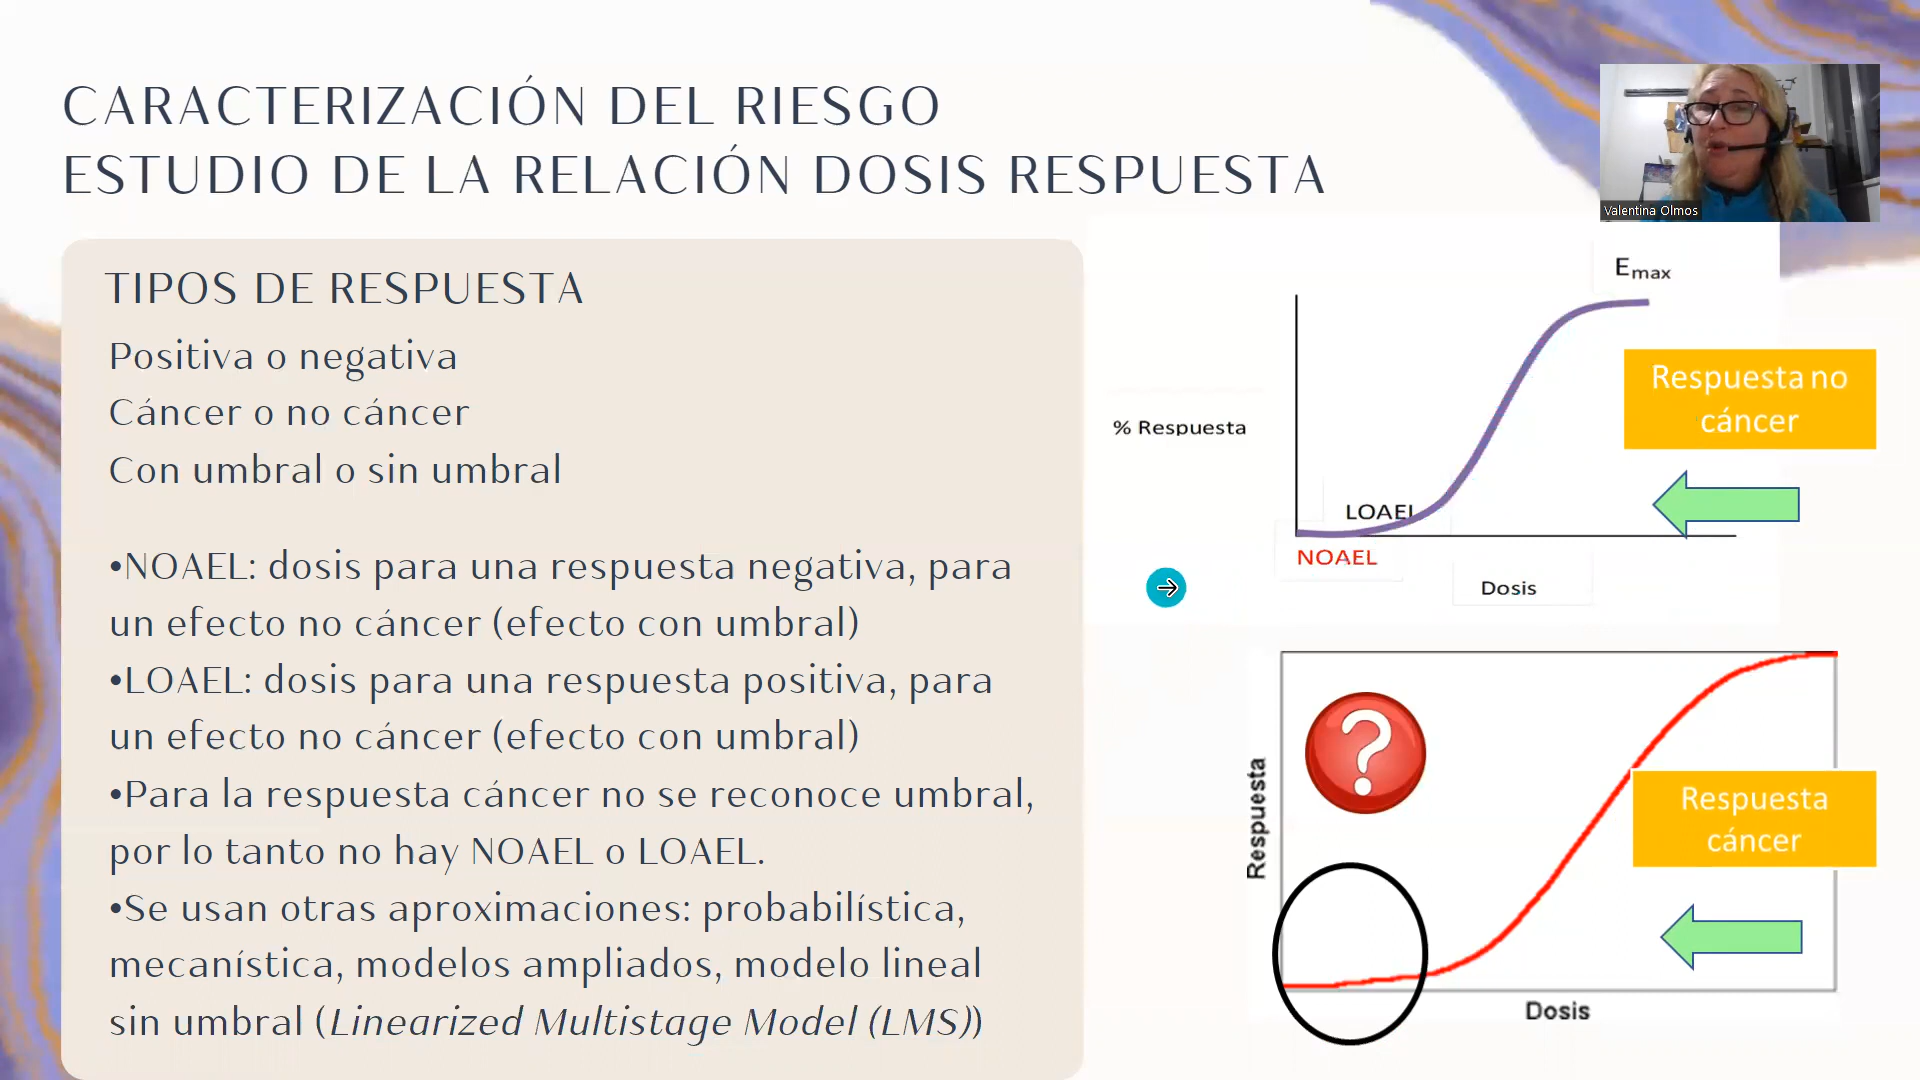 CARACTERIZACIÓN DEL RIESGO
ESTUDIO DE LA RELACIÓN DOSIS RESPUESTA
Valentina Olmos
TIPOS DE RESPUESTA
Positiva o negativa
Cáncer o no cáncer
Con umbral o sin umbral
•NOAEL: dosis para una respuesta negativa, para
un efecto no cáncer (efecto con umbral)
•LOAEL: dosis para una respuesta positiva, para
un efecto no cáncer (efecto con umbral)
•Para la respuesta cáncer no se reconoce umbral,
por lo tanto no hay NOAEL o LOAEL.
•Se usan otras aproximaciones: probabilística,
mecanística, modelos ampliados, modelo lineal
sin umbral (Linearized Multistage Model (LMS))
Emax
% Respuesta
Respuesta no
cáncer
LOAEL
NOAEL
Dosis
?
Respuesta
Respuesta
cáncer
Dosis